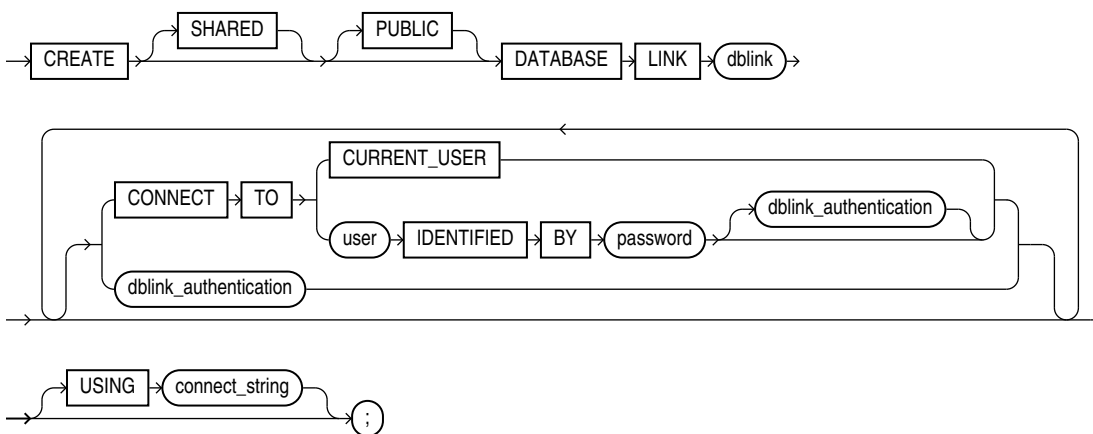 SHARED PUBLIC
CREATE DATABASE LINK dblink
CURRENT_USER
CONNECT TO dblink_authentication
user IDENTIFIED BY password
dblink_authentication
USING connect_string
;